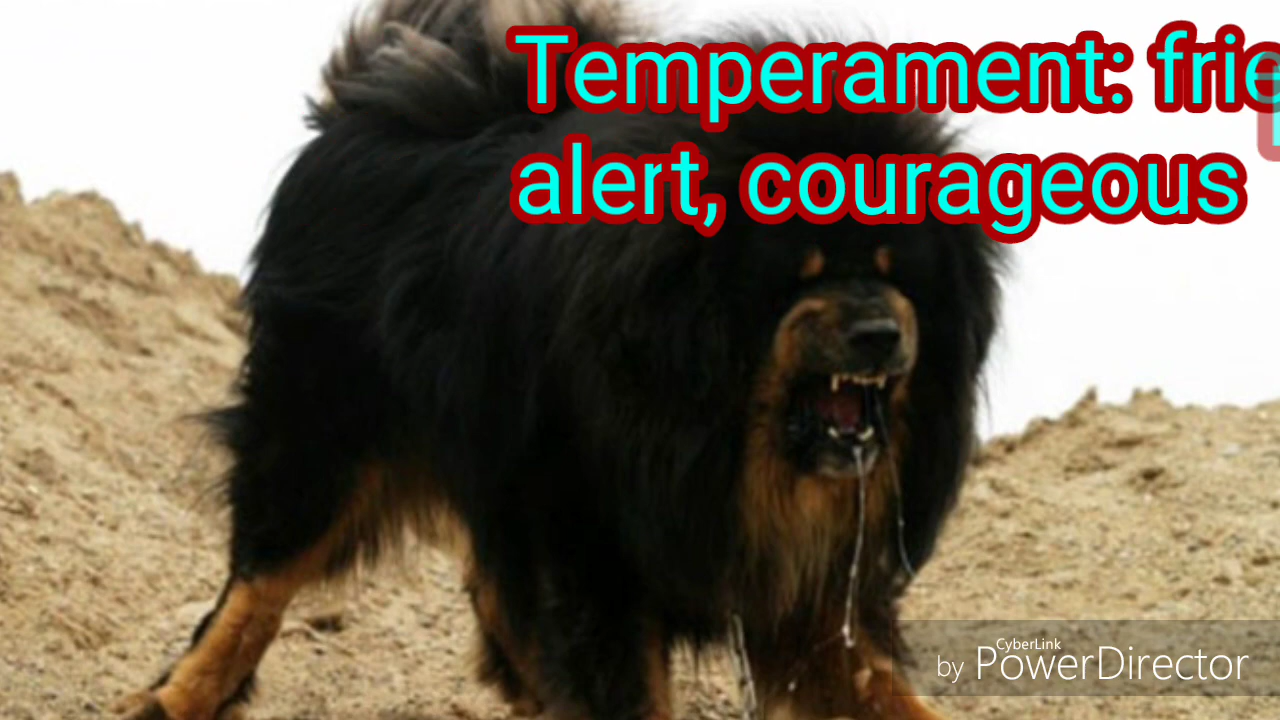 Temperament: frie
alert, courageous
CyberLink
by PowerDirector